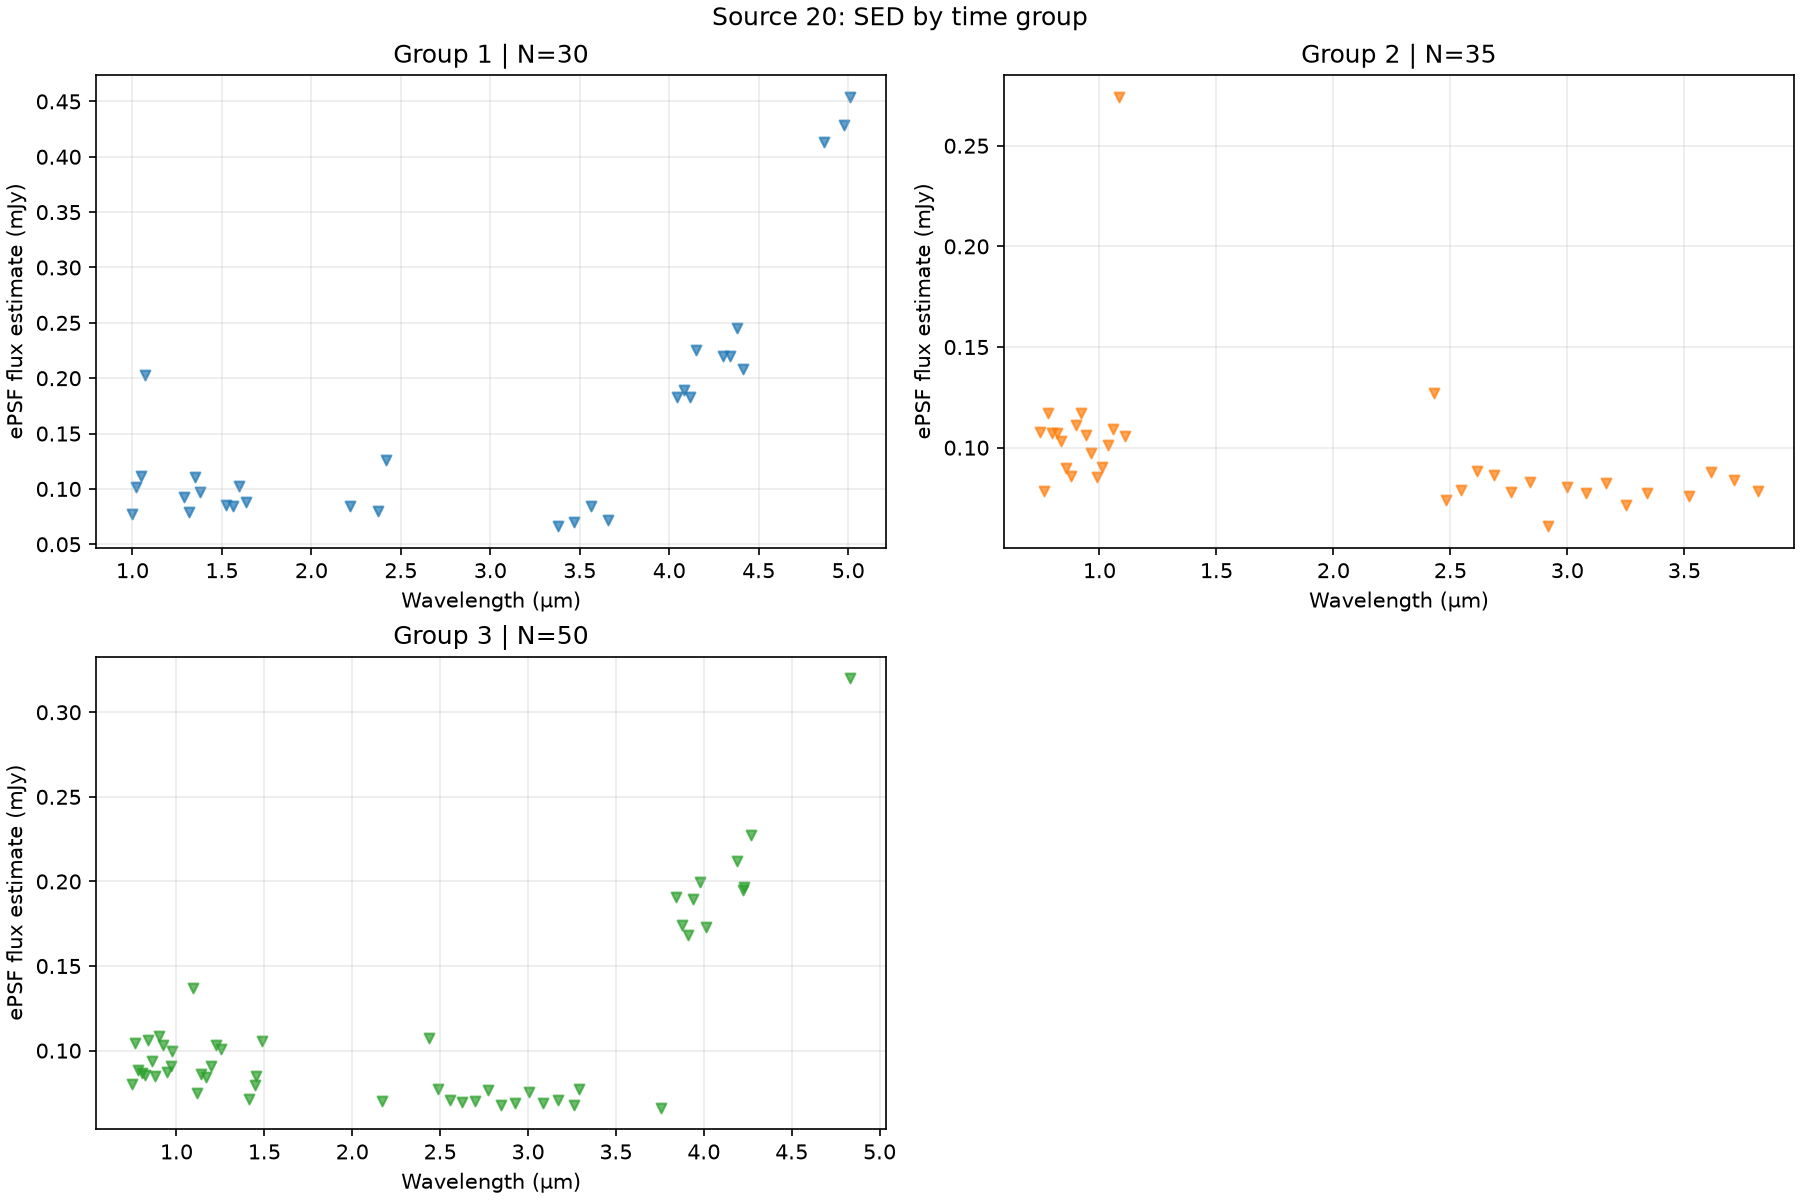 Source 20: SED by time group
Group 1 | N=30
ePSF flux estimate (mJy)
0.45
0.40
0.35
0.30
0.25
0.20
0.15
0.10
0.05
1.0 1.5 2.0 2.5 3.0 3.5 4.0 4.5 5.0
Wavelength (μm)
Group 2 | N=35
ePSF flux estimate (mJy)
0.25
0.20
0.15
0.10
1.0 1.5 2.0 2.5 3.0 3.5
Wavelength (μm)
Group 3 | N=50
ePSF flux estimate (mJy)
0.30
0.25
0.20
0.15
0.10
1.0 1.5 2.0 2.5 3.0 3.5 4.0 4.5 5.0
Wavelength (μm)